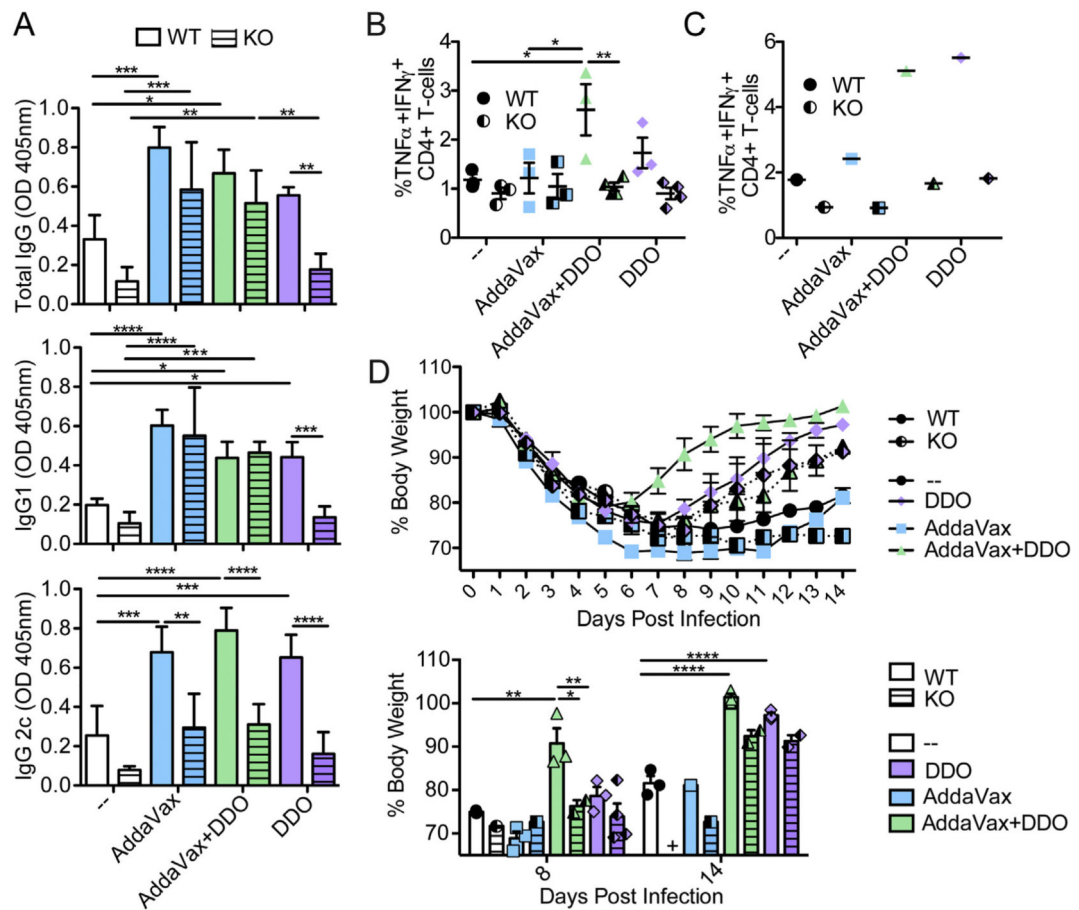 A
WT KO
Total IgG (OD 405nm)
1.0
0.8
0.6
0.4
0.2
0.0
***
***
*
**
**
**
IgG1 (OD 405nm)
1.0
0.8
0.6
0.4
0.2
0.0
****
****
***
*
*
***
IgG 2c (OD 405nm)
0.8
0.6
0.4
0.2
0.0
****
****
***
***
**
****
--
AddaVax
AddaVax+DDO
DDO
B
%TNFα+IFNγ+
CD4+ T-cells
4
3
2
1
0
*
*
**
WT
KO
--
AddaVax
AddaVax+DDO
DDO
C
%TNFα+IFNγ+
CD4+ T-cells
6
4
2
0
WT
KO
--
AddaVax
AddaVax+DDO
DDO
D
% Body Weight
110
100
90
80
70
0 1 2 3 4 5 6 7 8 9 10 11 12 13 14
Days Post Infection
WT
KO
--
DDO
AddaVax
AddaVax+DDO
% Body Weight
110
100
90
80
70
**
**
*
****
****
+
8 14
Days Post Infection
WT
KO
--
DDO
AddaVax
AddaVax+DDO